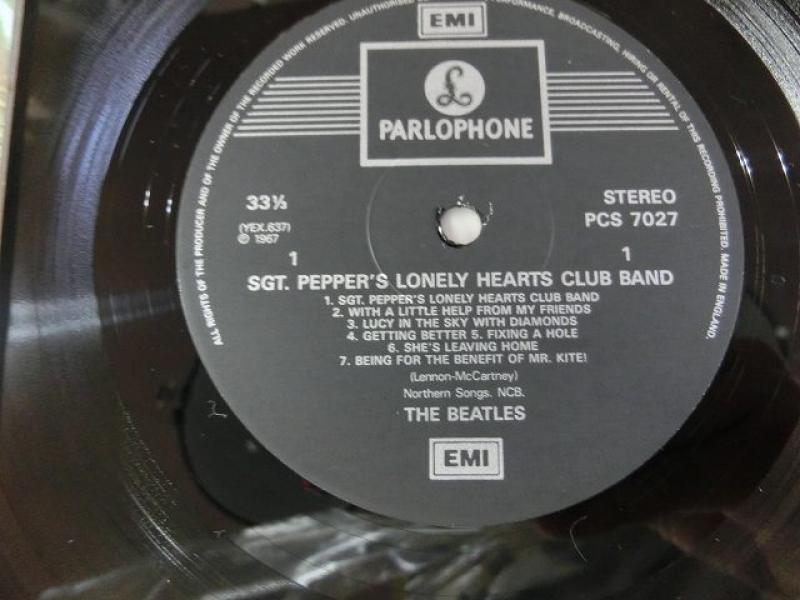 EMI
ALL RIGHTS OF THE PRODUCER AND OF THE OWNER OF THE RECORDED WORK RESERVED. UNAUTHORISED PERFORMANCE, BROADCASTING, HIRING OR RENTAL OF THIS RECORDING PROHIBITED. MADE IN ENGLAND.
£
PARLOPHONE
33⅓ STEREO
(YEX.637) PCS 7027
℗ 1967
1 1
SGT. PEPPER'S LONELY HEARTS CLUB BAND
1. SGT. PEPPER'S LONELY HEARTS CLUB BAND
2. WITH A LITTLE HELP FROM MY FRIENDS
3. LUCY IN THE SKY WITH DIAMONDS
4. GETTING BETTER 5. FIXING A HOLE
6. SHE'S LEAVING HOME
7. BEING FOR THE BENEFIT OF MR. KITE!
(Lennon-McCartney)
Northern Songs. NCB.
THE BEATLES
EMI